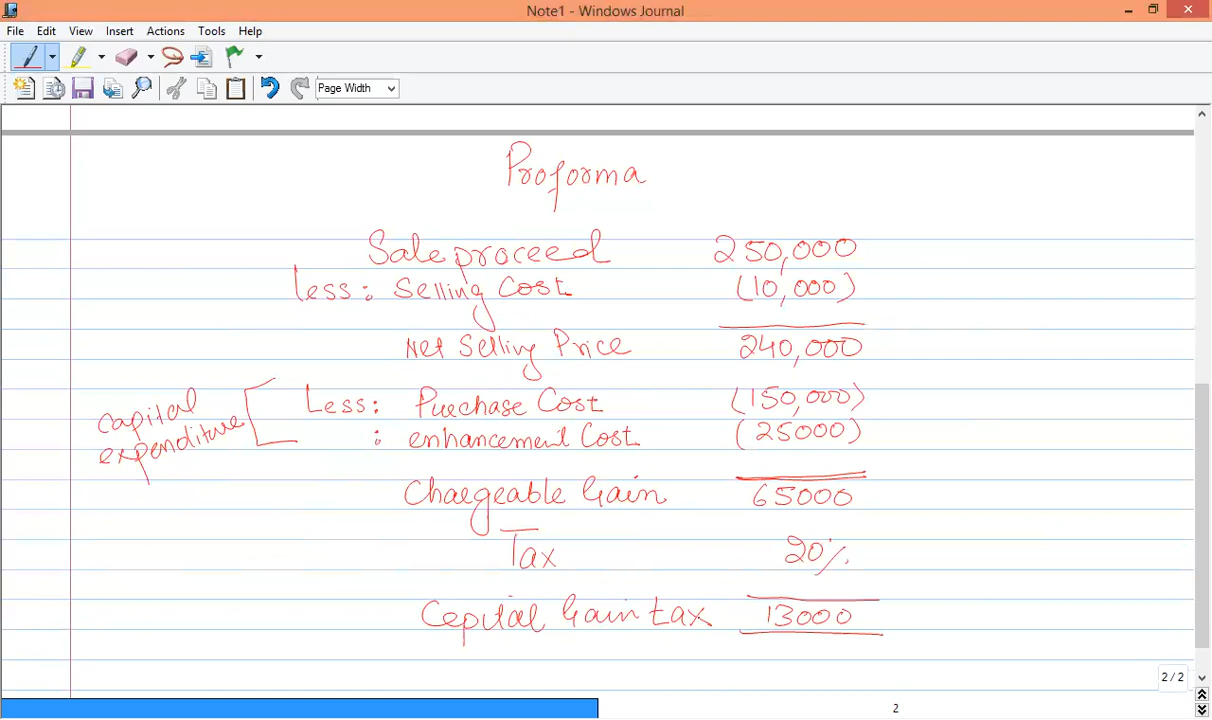 Note1 - Windows Journal
File Edit View Insert Actions Tools Help
Page Width
Proforma
Sale proceed 250,000
less: Selling Cost (10,000)
Net Selling Price 240,000
Less: Purchase Cost (150,000)
: enhancement Cost (25000)
capital
expenditure
Chargeable Gain 65000
Tax 20%
Cepital Gain tax 13000
2 / 2
2